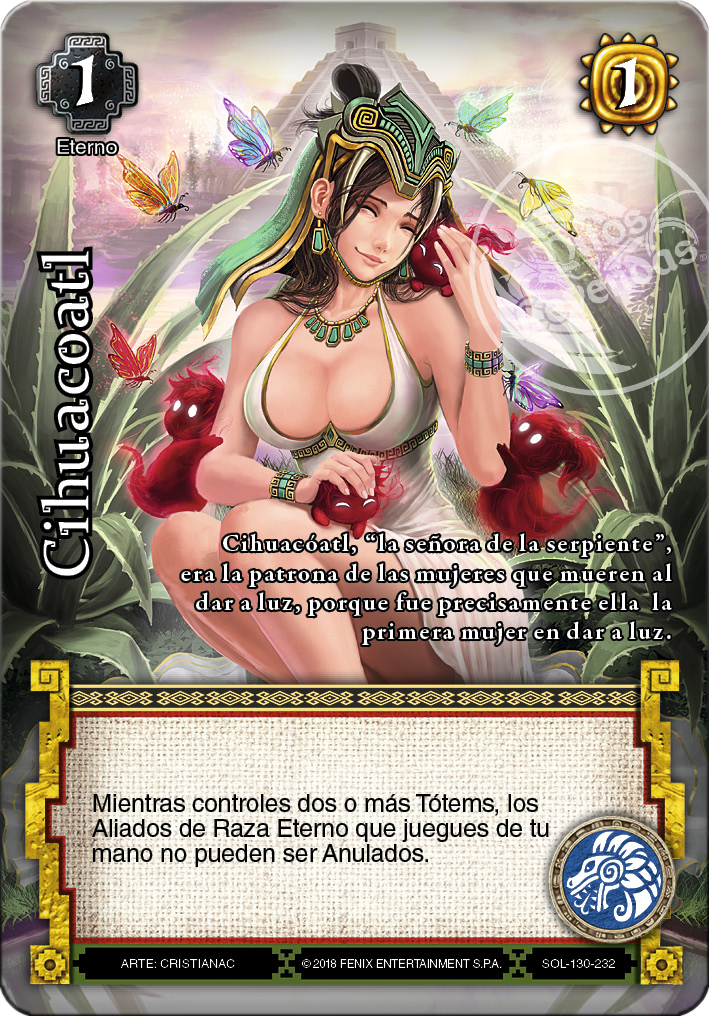 1
1
Eterno
Cihuacoatl
Cihuacóatl, “la señora de la serpiente”,
era la patrona de las mujeres que mueren al
dar a luz, porque fue precisamente ella la
primera mujer en dar a luz.
Mientras controles dos o más Tótems, los
Aliados de Raza Eterno que juegues de tu
mano no pueden ser Anulados.
ARTE: CRISTIANAC
© 2018 FENIX ENTERTAINMENT S.P.A.
SOL-130-232